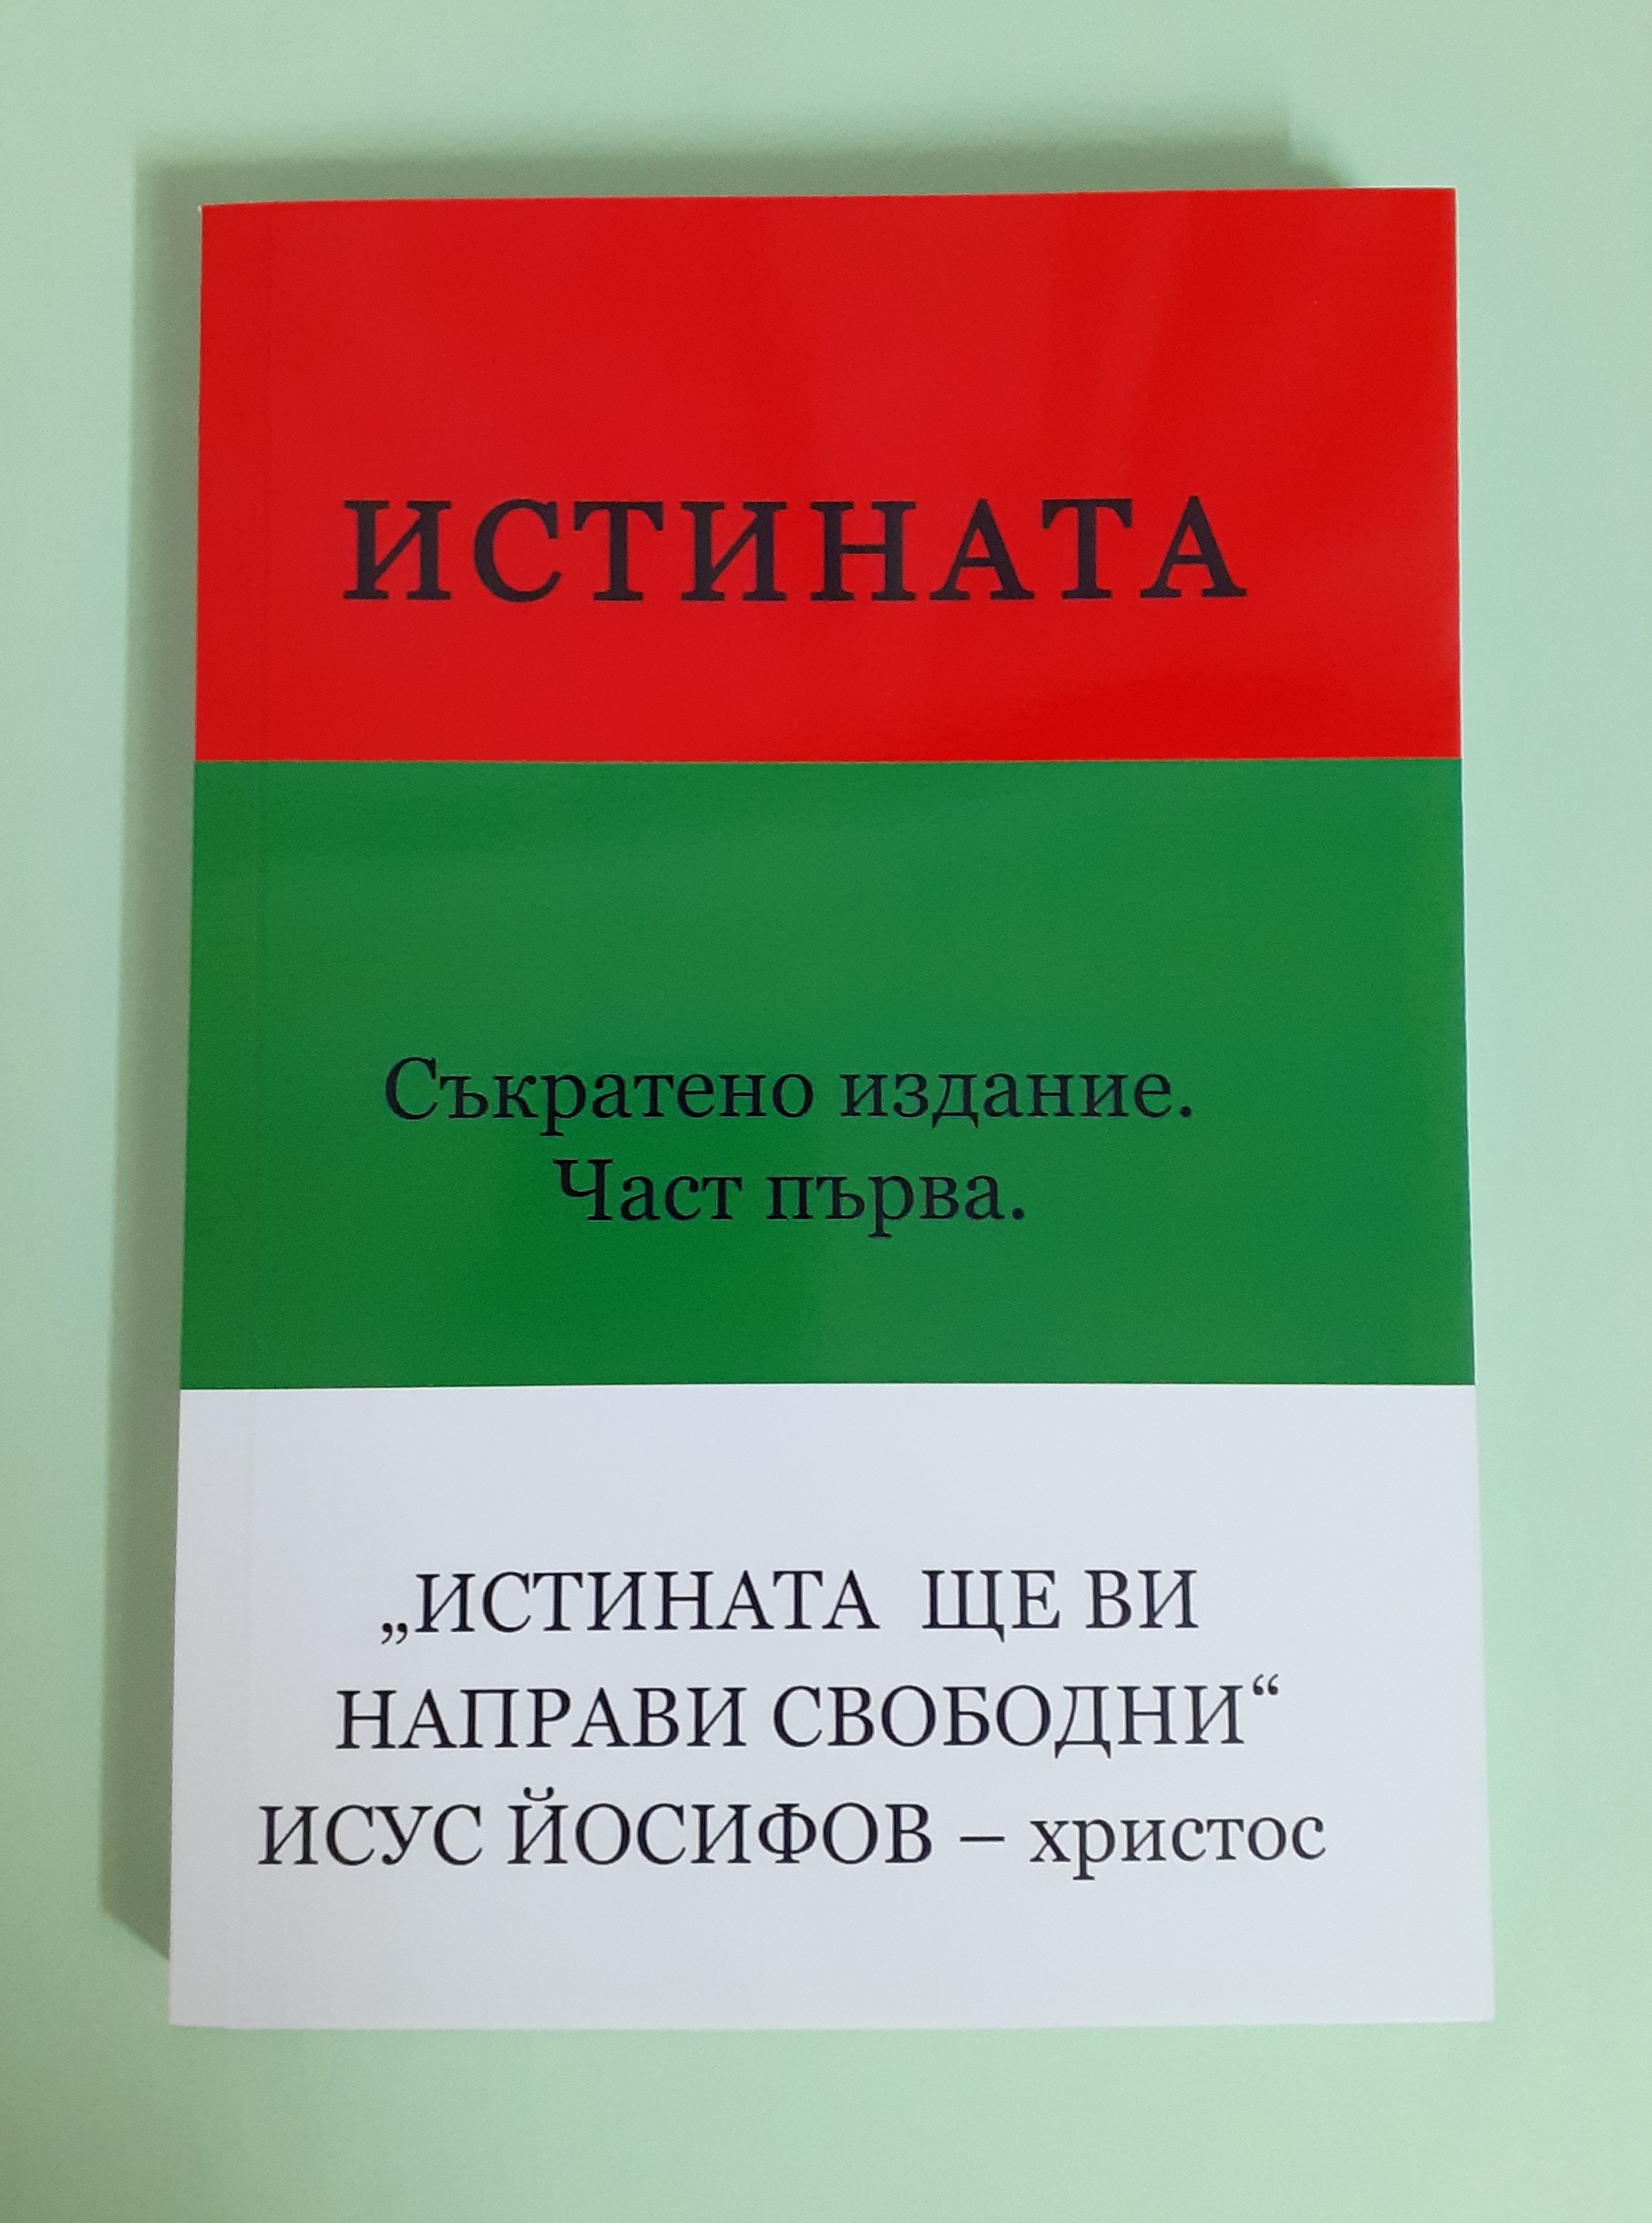 ИСТИНАТА
Съкратено издание.
Част първа.
„ИСТИНАТА ЩЕ ВИ
НАПРАВИ СВОБОДНИ“
ИСУС ЙОСИФОВ – христос